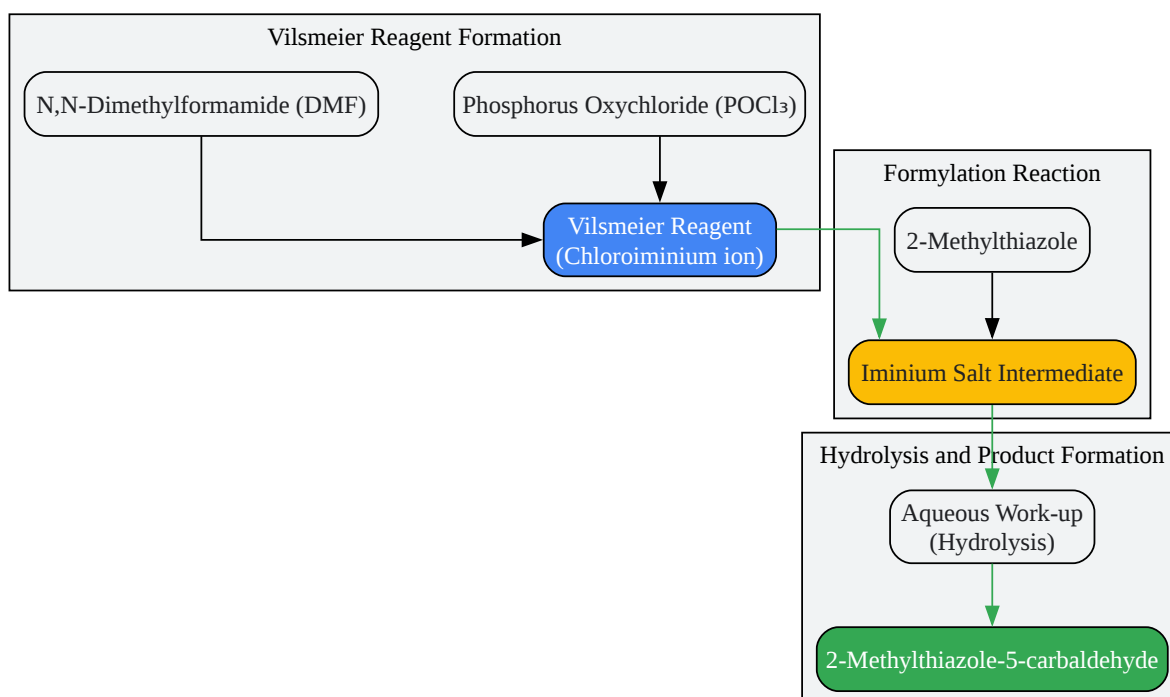 Vilsmeier Reagent Formation
N,N-Dimethylformamide (DMF)
Phosphorus Oxychloride (POCl₃)
Vilsmeier Reagent
(Chloroiminium ion)
Formylation Reaction
2-Methylthiazole
Iminium Salt Intermediate
Hydrolysis and Product Formation
Aqueous Work-up
(Hydrolysis)
2-Methylthiazole-5-carbaldehyde